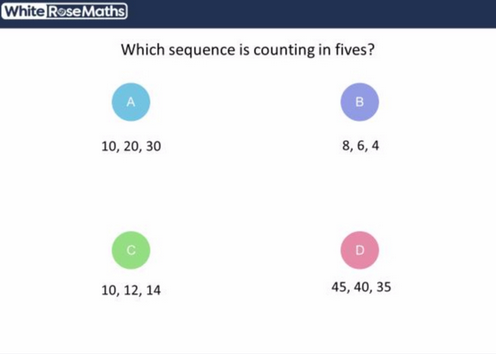 White Rose Maths
Which sequence is counting in fives?
A
B
10, 20, 30
8, 6, 4
C
D
10, 12, 14
45, 40, 35